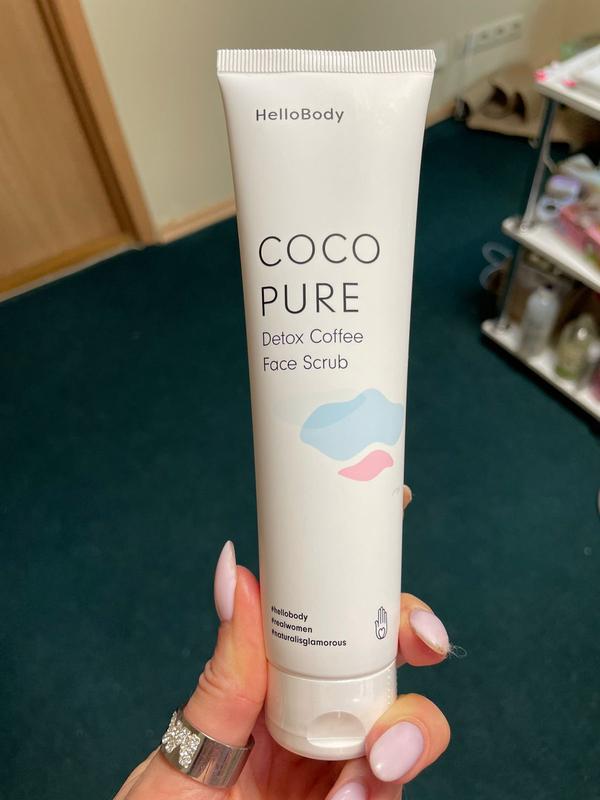 HelloBody
COCO
PURE
Detox Coffee
Face Scrub
#hellobody
#realwomen
#naturalisglamorous